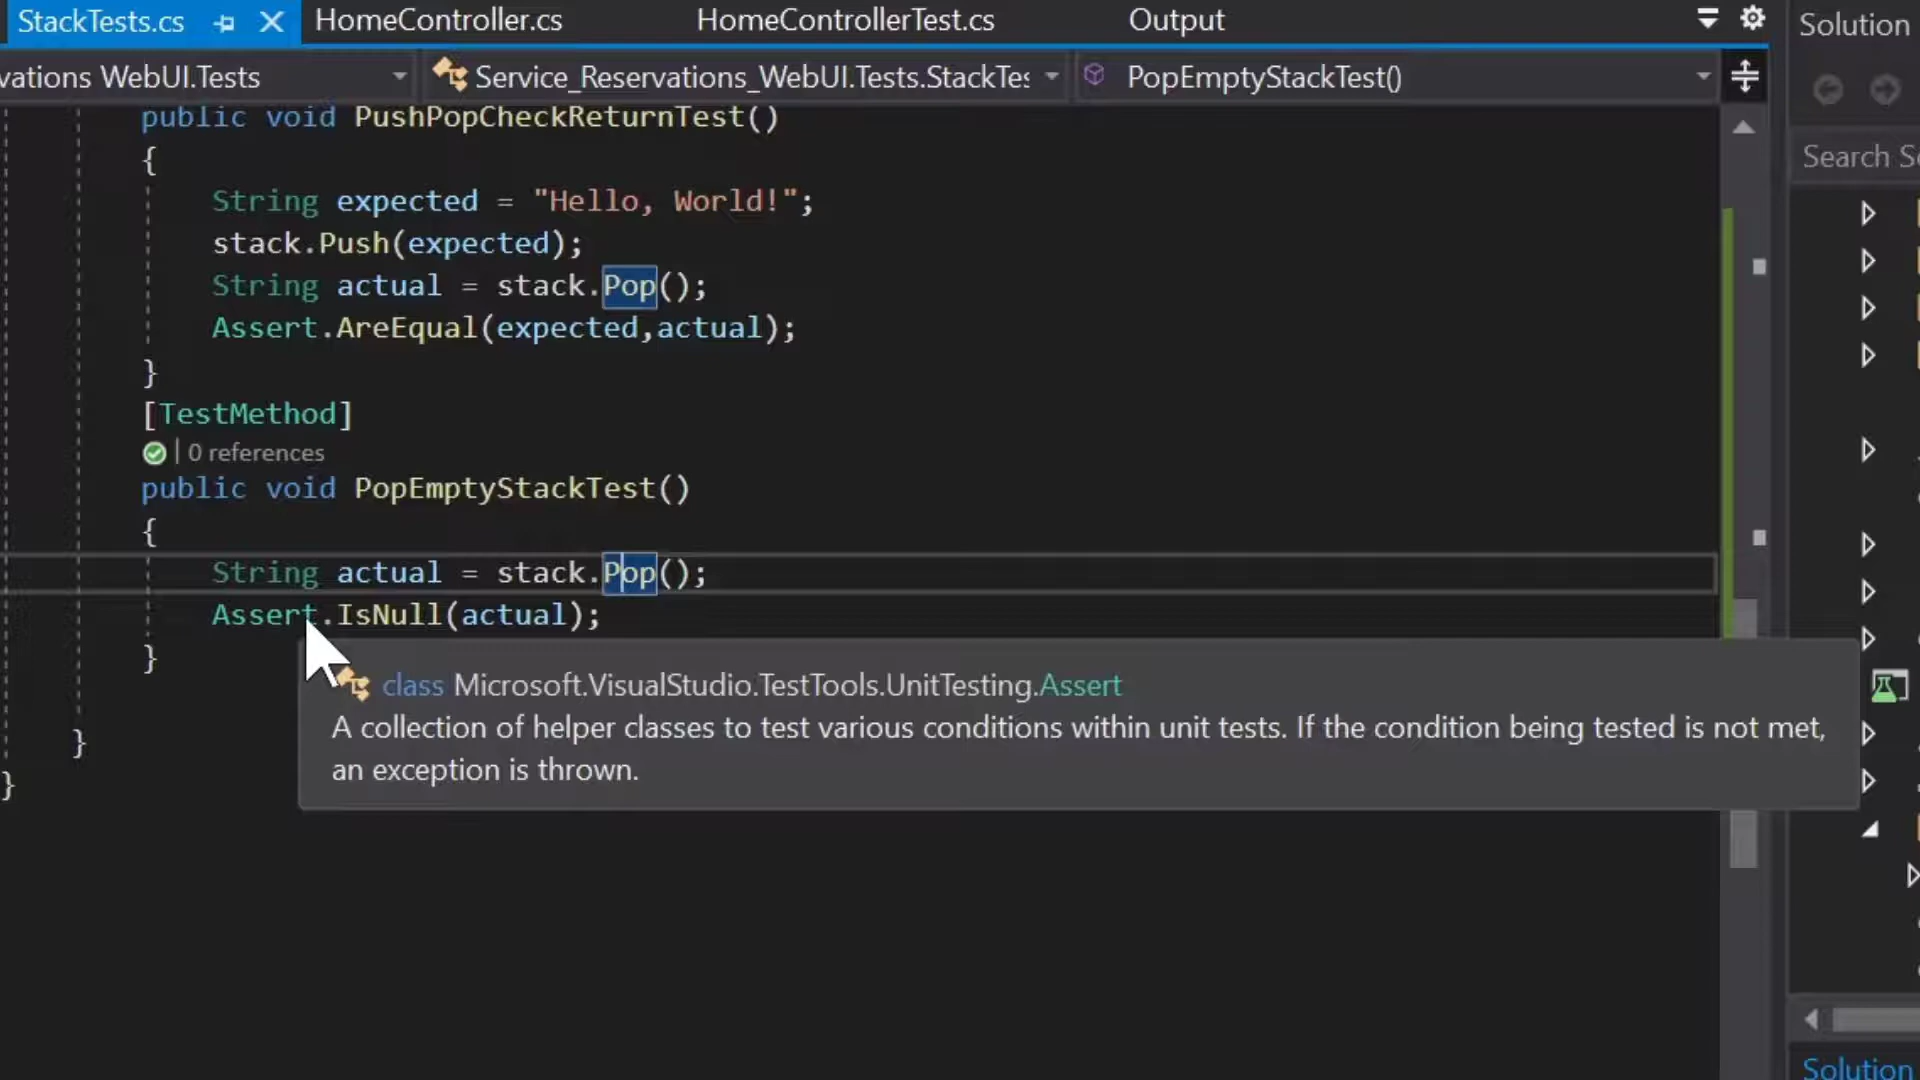 StackTests.cs
HomeController.cs
HomeControllerTest.cs
Output
Solution
vations WebUI.Tests
Service_Reservations_WebUI.Tests.StackTes
PopEmptyStackTest()
public void PushPopCheckReturnTest()
{
Search S
String expected = "Hello, World!";
stack.Push(expected);
String actual = stack.Pop();
Assert.AreEqual(expected,actual);
}
[TestMethod]
| 0 references
public void PopEmptyStackTest()
{
String actual = stack.Pop();
Assert.IsNull(actual);
}
class Microsoft.VisualStudio.TestTools.UnitTesting.Assert
A collection of helper classes to test various conditions within unit tests. If the condition being tested is not met,
an exception is thrown.
}
}
Solution